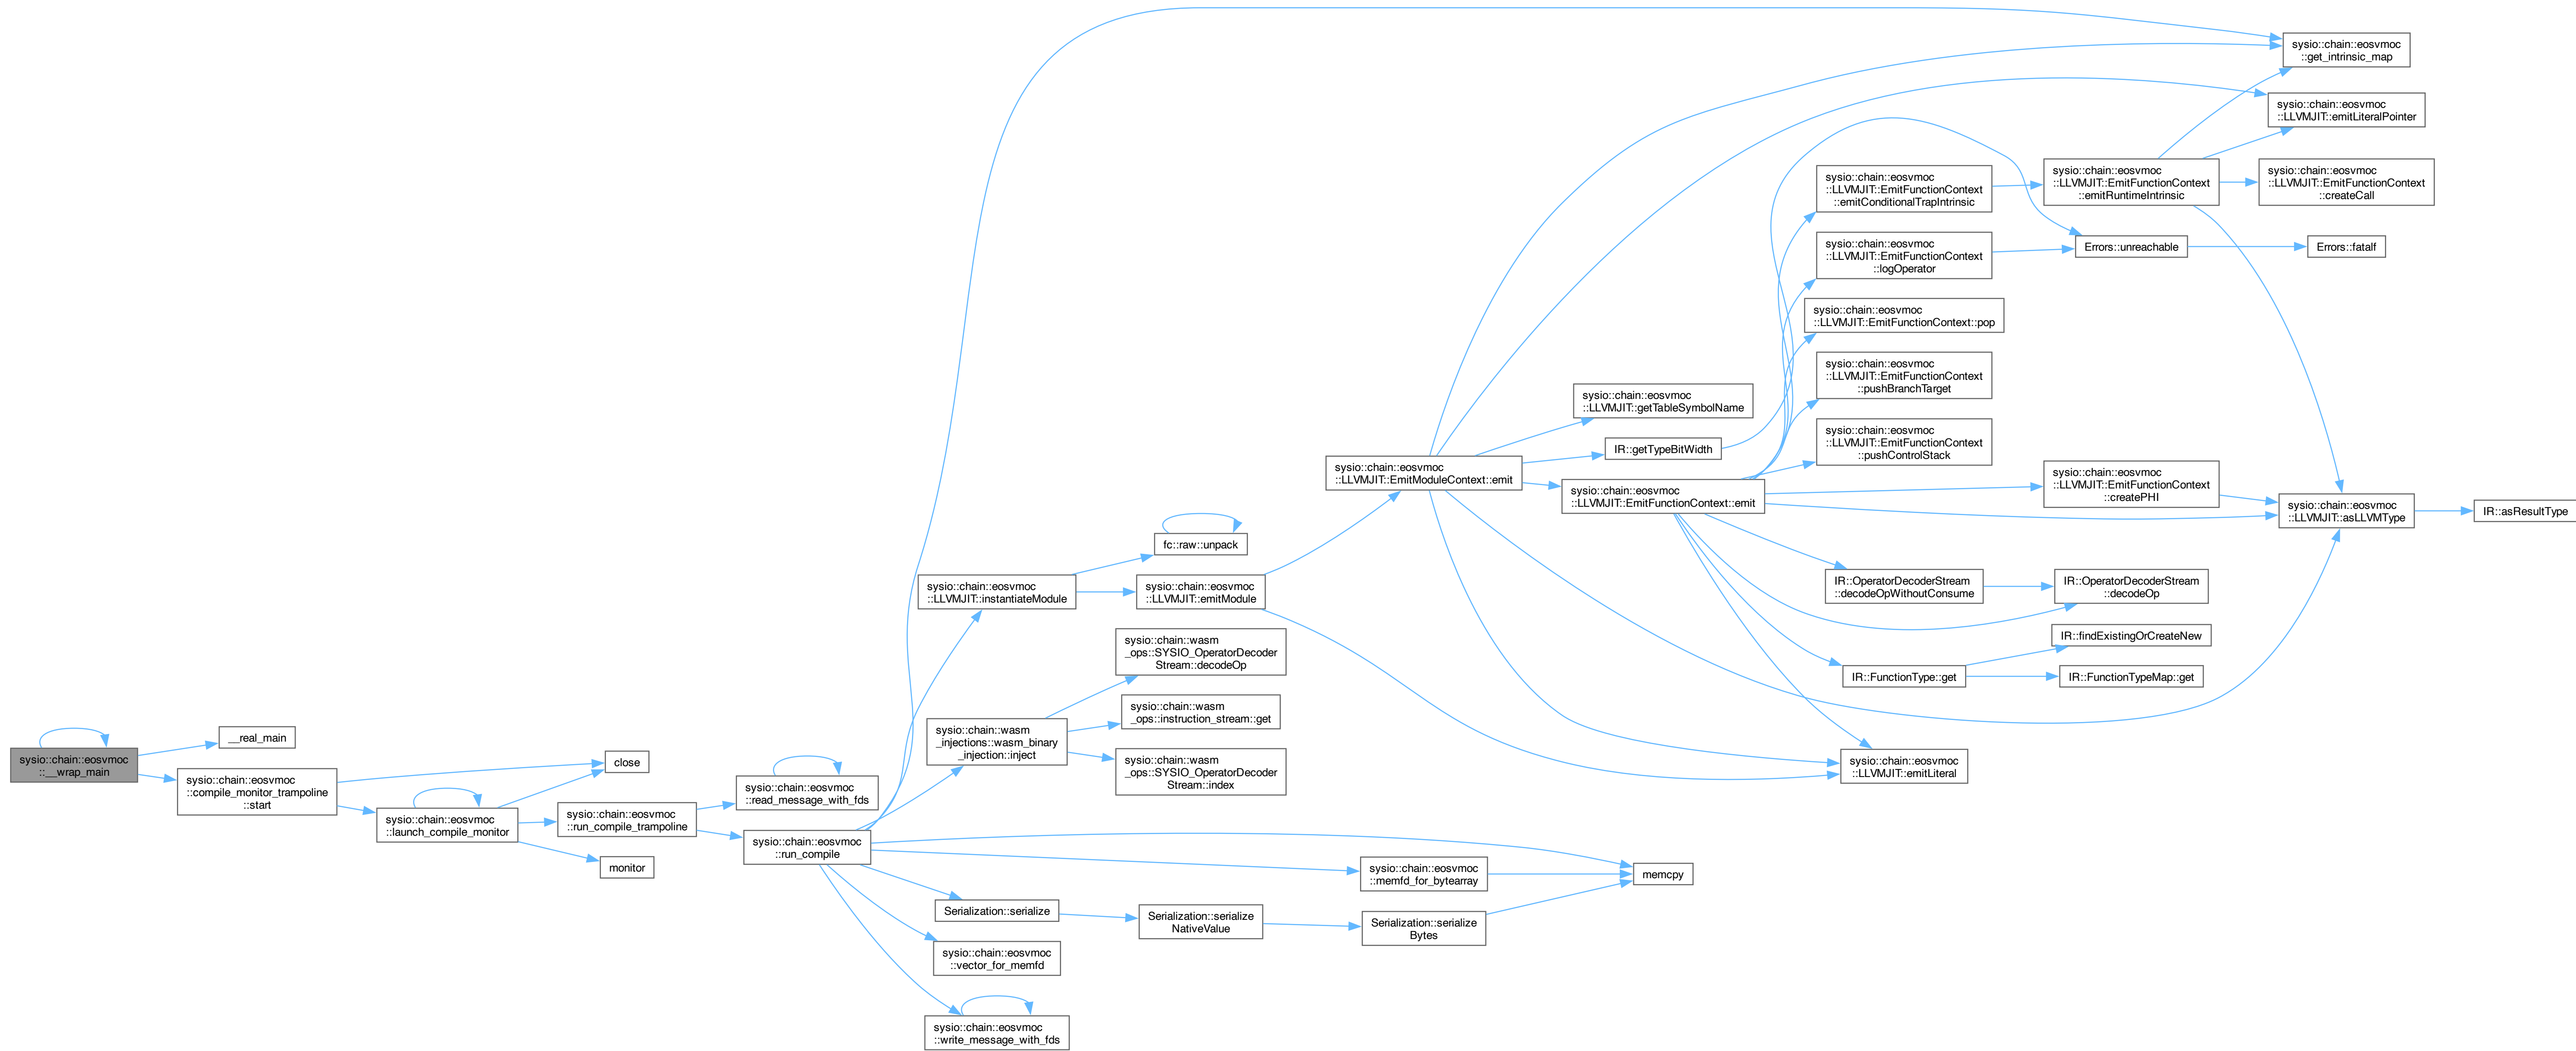 sysio::chain::eosvmoc
::__wrap_main
__real_main
sysio::chain::eosvmoc
::compile_monitor_trampoline
::start
close
sysio::chain::eosvmoc
::launch_compile_monitor
sysio::chain::eosvmoc
::run_compile_trampoline
monitor
sysio::chain::eosvmoc
::read_message_with_fds
sysio::chain::eosvmoc
::run_compile
sysio::chain::eosvmoc
::LLVMJIT::instantiateModule
fc::raw::unpack
sysio::chain::eosvmoc
::LLVMJIT::emitModule
sysio::chain::wasm
_injections::wasm_binary
_injection::inject
sysio::chain::wasm
_ops::SYSIO_OperatorDecoder
Stream::decodeOp
sysio::chain::wasm
_ops::instruction_stream::get
sysio::chain::wasm
_ops::SYSIO_OperatorDecoder
Stream::index
Serialization::serialize
Serialization::serialize
NativeValue
Serialization::serialize
Bytes
sysio::chain::eosvmoc
::memfd_for_bytearray
memcpy
sysio::chain::eosvmoc
::vector_for_memfd
sysio::chain::eosvmoc
::write_message_with_fds
sysio::chain::eosvmoc
::LLVMJIT::EmitModuleContext::emit
sysio::chain::eosvmoc
::LLVMJIT::getTableSymbolName
IR::getTypeBitWidth
sysio::chain::eosvmoc
::LLVMJIT::EmitFunctionContext::emit
sysio::chain::eosvmoc
::LLVMJIT::EmitFunctionContext
::emitConditionalTrapIntrinsic
sysio::chain::eosvmoc
::LLVMJIT::EmitFunctionContext
::logOperator
sysio::chain::eosvmoc
::LLVMJIT::EmitFunctionContext::pop
sysio::chain::eosvmoc
::LLVMJIT::EmitFunctionContext
::pushBranchTarget
sysio::chain::eosvmoc
::LLVMJIT::EmitFunctionContext
::pushControlStack
IR::OperatorDecoderStream
::decodeOpWithoutConsume
IR::FunctionType::get
sysio::chain::eosvmoc
::LLVMJIT::emitLiteral
sysio::chain::eosvmoc
::LLVMJIT::EmitFunctionContext
::emitRuntimeIntrinsic
Errors::unreachable
sysio::chain::eosvmoc
::LLVMJIT::EmitFunctionContext
::createPHI
IR::OperatorDecoderStream
::decodeOp
IR::findExistingOrCreateNew
IR::FunctionTypeMap::get
sysio::chain::eosvmoc
::get_intrinsic_map
sysio::chain::eosvmoc
::LLVMJIT::emitLiteralPointer
sysio::chain::eosvmoc
::LLVMJIT::EmitFunctionContext
::createCall
Errors::fatalf
sysio::chain::eosvmoc
::LLVMJIT::asLLVMType
IR::asResultType